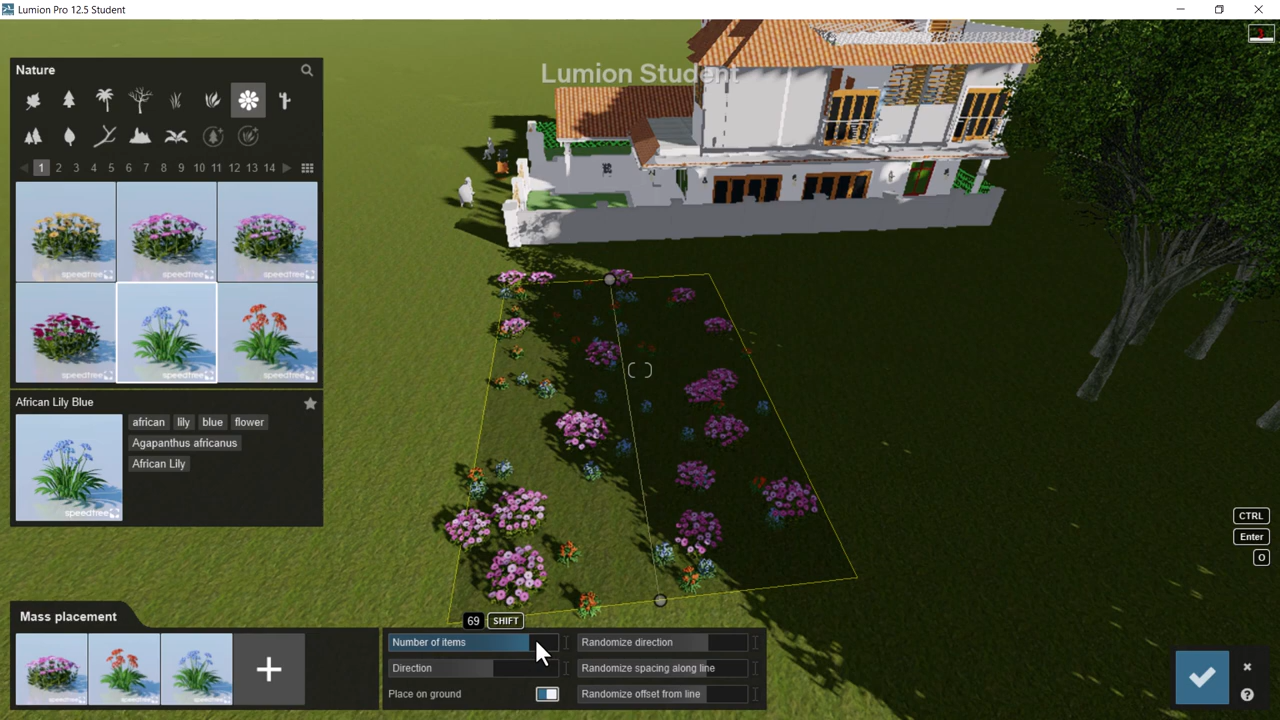 Lumion Pro 12.5 Student
Nature
Lumion Student
1 2 3 4 5 6 7 8 9 10 11 12 13 14
speedtree speedtree speedtree
speedtree speedtree speedtree
African Lily Blue
african lily blue flower
Agapanthus africanus
African Lily
speedtree
CTRL
Enter
O
Mass placement
69 SHIFT
Number of items Randomize direction
Direction Randomize spacing along line
Place on ground Randomize offset from line